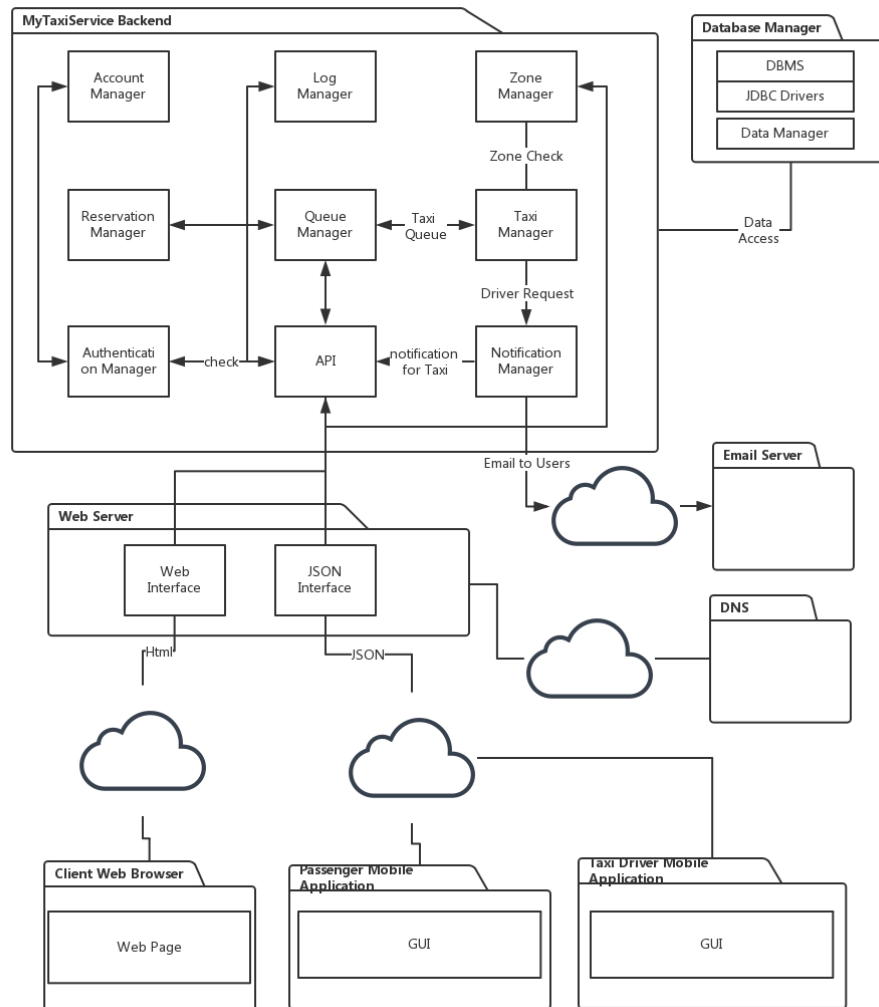 MyTaxiService Backend
Account
Manager
Log
Manager
Zone
Manager
Zone Check
Reservation
Manager
Queue
Manager
Taxi
Queue
Taxi
Manager
Driver Request
Authenticati
on Manager
check
API
notification
for Taxi
Notification
Manager
Database Manager
DBMS
JDBC Drivers
Data Manager
Data
Access
Email to Users
Email Server
Web Server
Web
Interface
JSON
Interface
DNS
Html
JSON
Client Web Browser
Web Page
Passenger Mobile
Application
GUI
Taxi Driver Mobile
Application
GUI